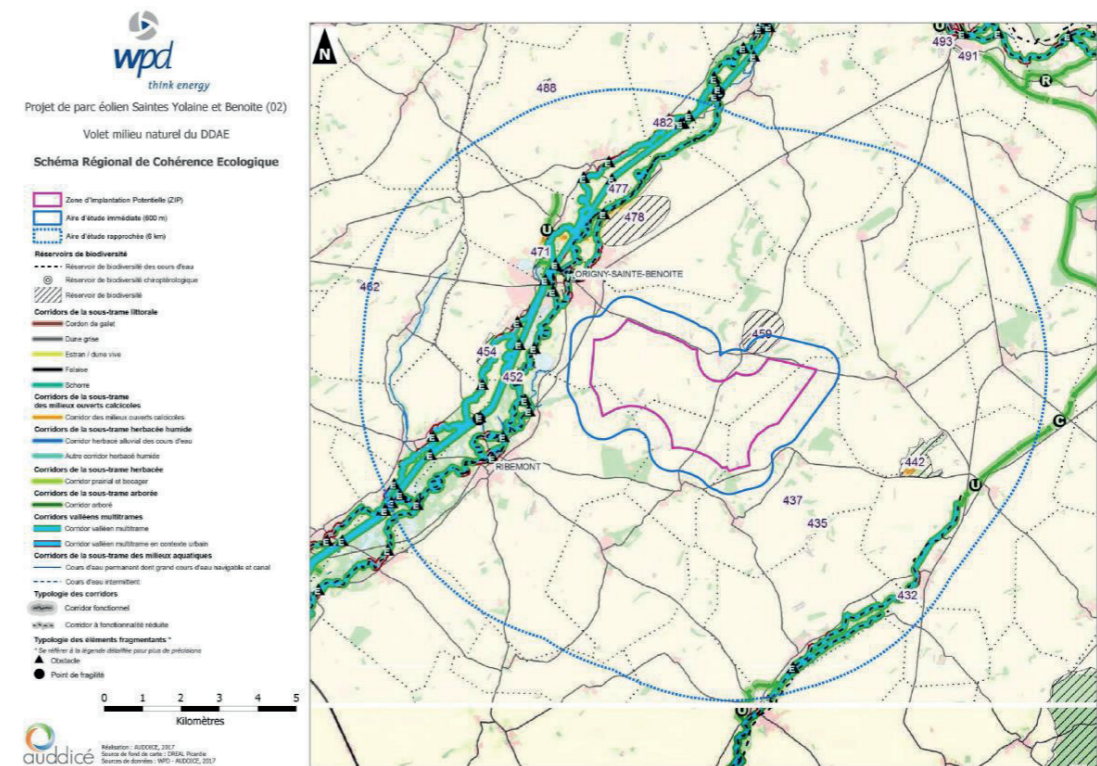 wpd
think energy
Projet de parc éolien Saintes Yolaine et Benoite (02)
Volet milieu naturel du DDAE
Schéma Régional de Cohérence Ecologique
Zone d'Implantation Potentielle (ZIP)
Aire d'étude immédiate (600 m)
Aire d'étude rapprochée (6 km)
Réservoirs de biodiversité
Réservoir de biodiversité des cours d'eau
Réservoir de biodiversité chiroptérologique
Réservoir de biodiversité
Corridors de la sous-trame littorale
Cordon de galet
Dune grise
Estran / dune vive
Falaise
Schorre
Corridors de la sous-trame
des milieux ouverts calcicoles
Corridor des milieux ouverts calcicoles
Corridors de la sous-trame herbacée humide
Corridor herbacé alluvial des cours d'eau
Autre corridor herbacé humide
Corridors de la sous-trame herbacée
Corridor prairial et bocager
Corridors de la sous-trame arborée
Corridor arboré
Corridors valléens multitrames
Corridor valléen multitrame
Corridor valléen multitrame en contexte urbain
Corridors de la sous-trame des milieux aquatiques
Cours d'eau permanent dont grand cours d'eau navigable et canal
Cours d'eau intermittent
Typologie des corridors
Corridor fonctionnel
Corridor à fonctionnalité réduite
Typologie des éléments fragmentants *
* Se référer à la légende détaillée pour plus de précisions
Obstacle
Point de fragilité
0 1 2 3 4 5
Kilomètres
auddicé
Réalisation : AUDDICE, 2017
Source de fond de carte : DREAL Picardie
Sources de données : WPD - AUDDICE, 2017
N
493
491
R
488
482
477
478
U
471
ORIGNY-SAINTE-BENOITE
462
459
454
452
C
442
RIBEMONT
U
437
435
432
U